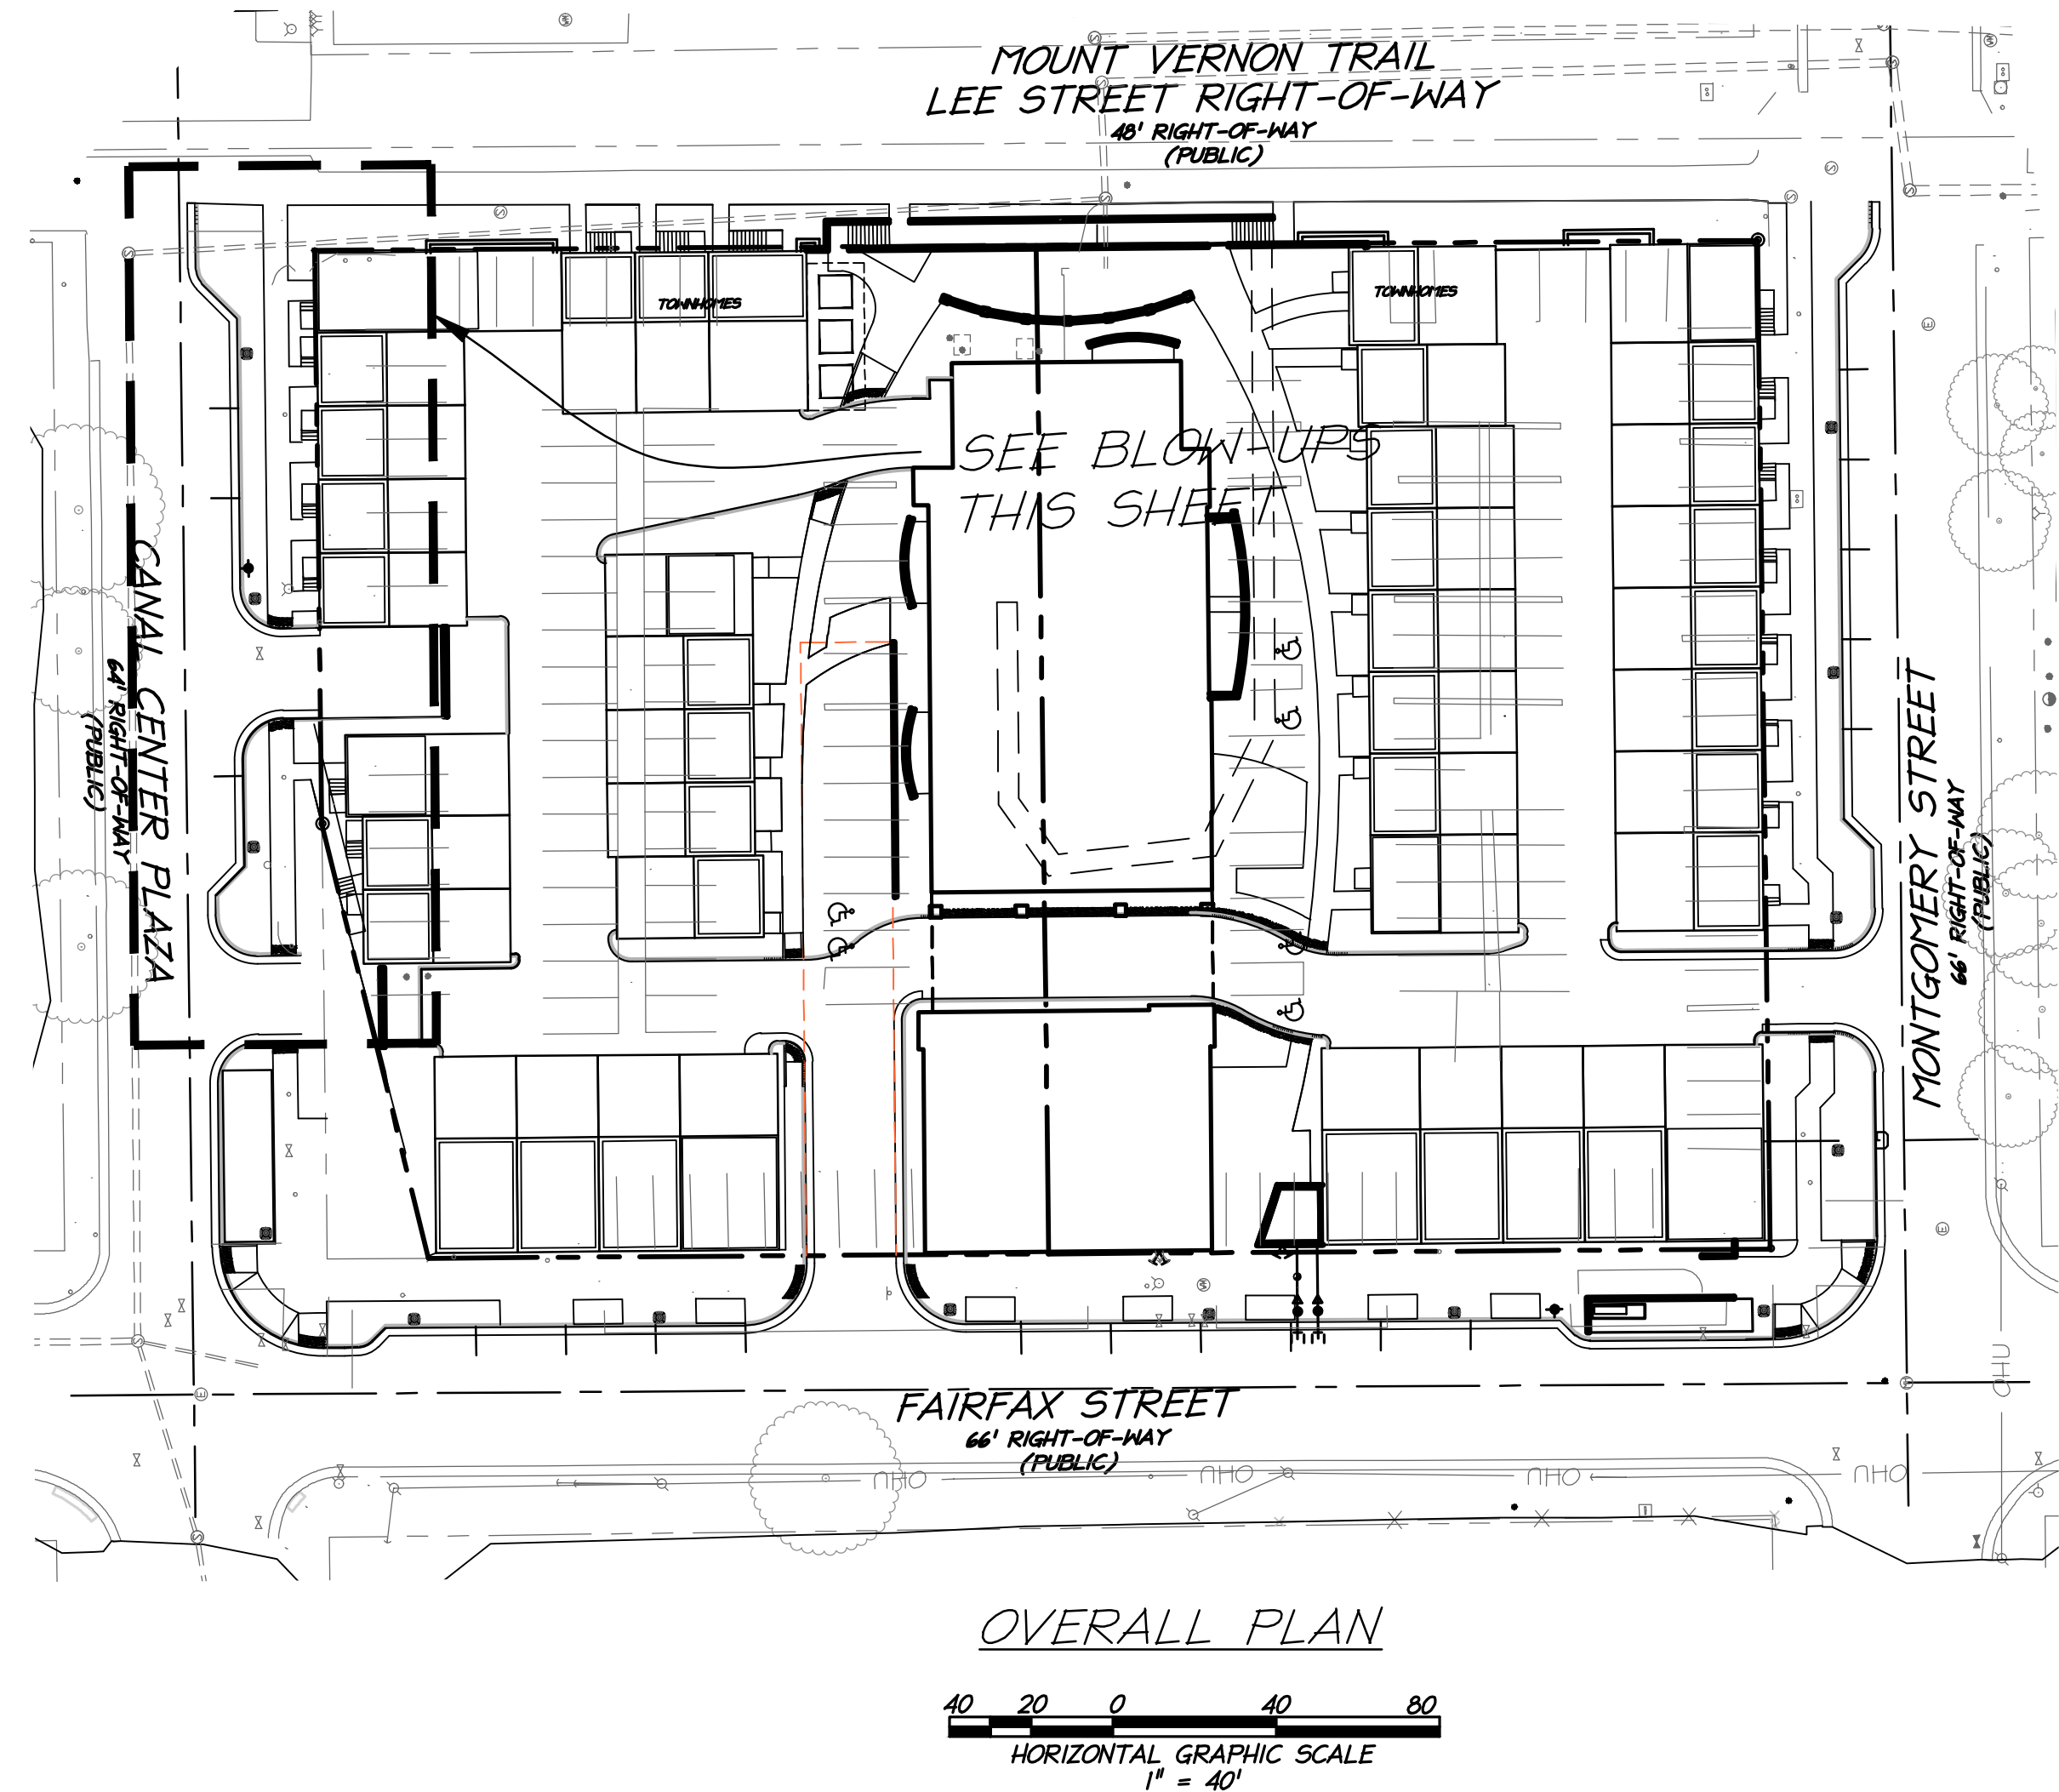 MOUNT VERNON TRAIL
LEE STREET RIGHT-OF-WAY
48' RIGHT-OF-WAY
(PUBLIC)
TOWNHOMES
TOWNHOMES
SEE BLOW UPS
THIS SHEET
CANAL CENTER PLAZA
64' RIGHT-OF-WAY
(PUBLIC)
MONTGOMERY STREET
66' RIGHT-OF-WAY
(PUBLIC)
OHU
FAIRFAX STREET
66' RIGHT-OF-WAY
(PUBLIC)
OHU OHU OHU OHU
OVERALL PLAN
40 20 0 40 80
HORIZONTAL GRAPHIC SCALE
1" = 40'